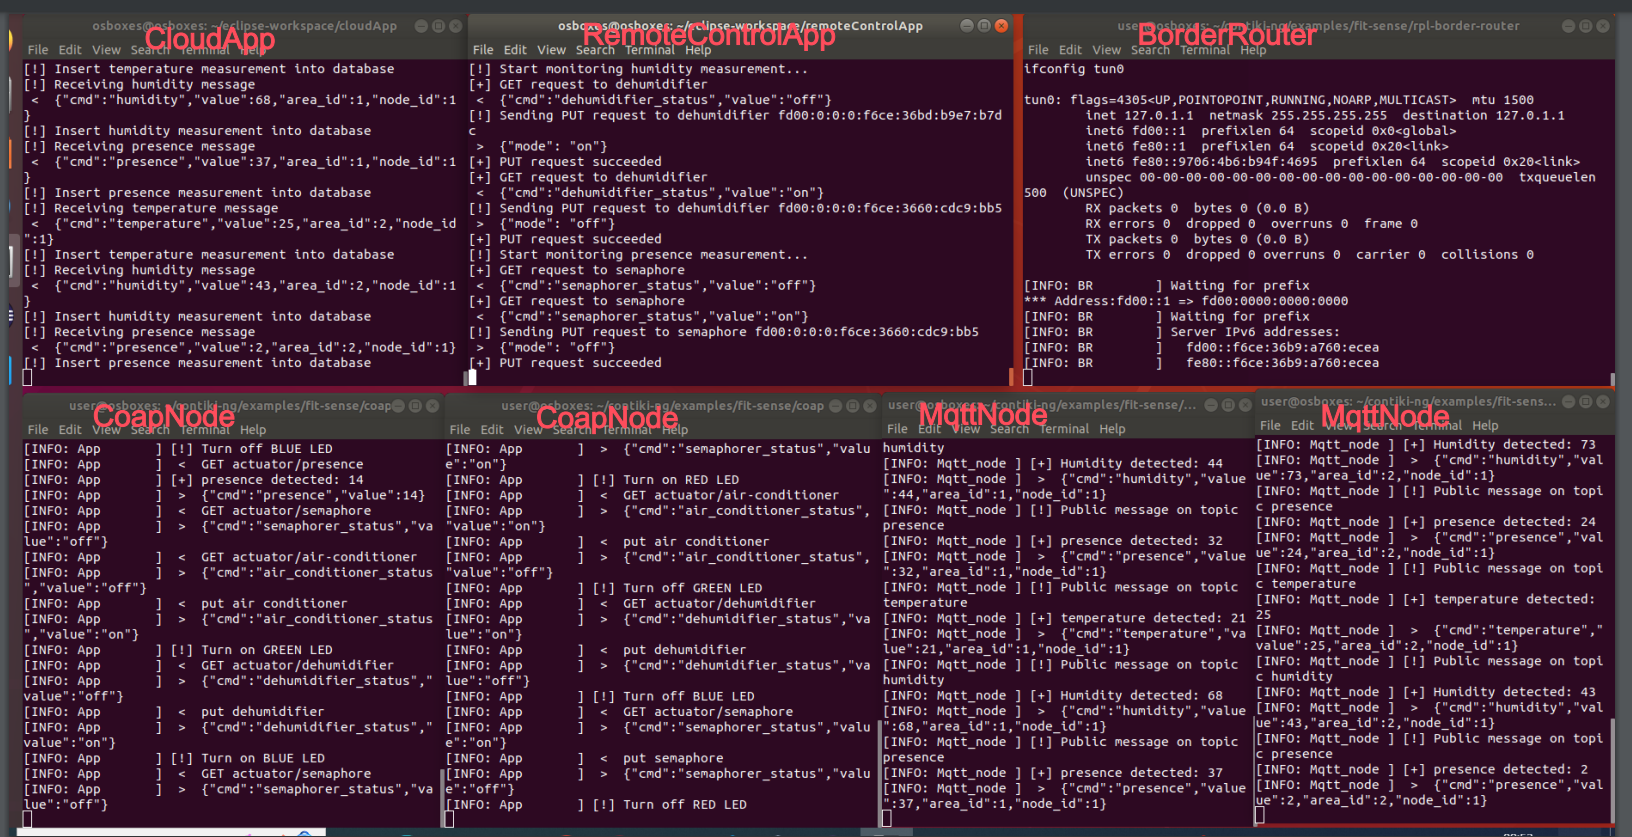 osboxes@osboxes: ~/eclipse-workspace/cloudApp
CloudApp
File Edit View Search Terminal Help
[!] Insert temperature measurement into database
[!] Receiving humidity message
< {"cmd":"humidity","value":68,"area_id":1,"node_id":1
}
[!] Insert humidity measurement into database
[!] Receiving presence message
< {"cmd":"presence","value":37,"area_id":1,"node_id":1
}
[!] Insert presence measurement into database
[!] Receiving temperature message
< {"cmd":"temperature","value":25,"area_id":2,"node_id
":1}
[!] Insert temperature measurement into database
[!] Receiving humidity message
< {"cmd":"humidity","value":43,"area_id":2,"node_id":1
}
[!] Insert humidity measurement into database
[!] Receiving presence message
< {"cmd":"presence","value":2,"area_id":2,"node_id":1}
[!] Insert presence measurement into database
osboxes@osboxes: ~/eclipse-workspace/remoteControlApp
RemoteControlApp
File Edit View Search Terminal Help
[!] Start monitoring humidity measurement...
[+] GET request to dehumidifier
< {"cmd":"dehumidifier_status","value":"off"}
[!] Sending PUT request to dehumidifier fd00:0:0:0:f6ce:36bd:b9e7:b7d
c
> {"mode": "on"}
[+] PUT request succeeded
[+] GET request to dehumidifier
< {"cmd":"dehumidifier_status","value":"on"}
[!] Sending PUT request to dehumidifier fd00:0:0:0:f6ce:3660:cdc9:bb5
> {"mode": "off"}
[+] PUT request succeeded
[!] Start monitoring presence measurement...
[+] GET request to semaphore
< {"cmd":"semaphorer_status","value":"off"}
[+] GET request to semaphore
< {"cmd":"semaphorer_status","value":"on"}
[!] Sending PUT request to semaphore fd00:0:0:0:f6ce:3660:cdc9:bb5
> {"mode": "off"}
[+] PUT request succeeded
user@osboxes: ~/contiki-ng/examples/fit-sense/rpl-border-router
BorderRouter
File Edit View Search Terminal Help
ifconfig tun0
tun0: flags=4305<UP,POINTOPOINT,RUNNING,NOARP,MULTICAST> mtu 1500
inet 127.0.1.1 netmask 255.255.255.255 destination 127.0.1.1
inet6 fd00::1 prefixlen 64 scopeid 0x0<global>
inet6 fe80::1 prefixlen 64 scopeid 0x20<link>
inet6 fe80::9706:4b6:b94f:4695 prefixlen 64 scopeid 0x20<link>
unspec 00-00-00-00-00-00-00-00-00-00-00-00-00-00-00-00 txqueuelen
500 (UNSPEC)
RX packets 0 bytes 0 (0.0 B)
RX errors 0 dropped 0 overruns 0 frame 0
TX packets 0 bytes 0 (0.0 B)
TX errors 0 dropped 0 overruns 0 carrier 0 collisions 0
[INFO: BR ] Waiting for prefix
*** Address:fd00::1 => fd00:0000:0000:0000
[INFO: BR ] Waiting for prefix
[INFO: BR ] Server IPv6 addresses:
[INFO: BR ] fd00::f6ce:36b9:a760:ecea
[INFO: BR ] fe80::f6ce:36b9:a760:ecea
user@osboxes: ~/contiki-ng/examples/fit-sense/coap
CoapNode
File Edit View Search Terminal Help
[INFO: App ] [!] Turn off BLUE LED
[INFO: App ] < GET actuator/presence
[INFO: App ] [+] presence detected: 14
[INFO: App ] > {"cmd":"presence","value":14}
[INFO: App ] < GET actuator/semaphore
[INFO: App ] > {"cmd":"semaphorer_status","va
lue":"off"}
[INFO: App ] < GET actuator/air-conditioner
[INFO: App ] > {"cmd":"air_conditioner_status
","value":"off"}
[INFO: App ] < put air conditioner
[INFO: App ] > {"cmd":"air_conditioner_status
","value":"on"}
[INFO: App ] [!] Turn on GREEN LED
[INFO: App ] < GET actuator/dehumidifier
[INFO: App ] > {"cmd":"dehumidifier_status","
value":"off"}
[INFO: App ] < put dehumidifier
[INFO: App ] > {"cmd":"dehumidifier_status","
value":"on"}
[INFO: App ] [!] Turn on BLUE LED
[INFO: App ] < GET actuator/semaphore
[INFO: App ] > {"cmd":"semaphorer_status","va
lue":"off"}
user@osboxes: ~/contiki-ng/examples/fit-sense/coap
CoapNode
File Edit View Search Terminal Help
[INFO: App ] > {"cmd":"semaphorer_status","valu
e":"on"}
[INFO: App ] [!] Turn on RED LED
[INFO: App ] < GET actuator/air-conditioner
[INFO: App ] > {"cmd":"air_conditioner_status",
"value":"on"}
[INFO: App ] < put air conditioner
[INFO: App ] > {"cmd":"air_conditioner_status",
"value":"off"}
[INFO: App ] [!] Turn off GREEN LED
[INFO: App ] < GET actuator/dehumidifier
[INFO: App ] > {"cmd":"dehumidifier_status","va
lue":"on"}
[INFO: App ] < put dehumidifier
[INFO: App ] > {"cmd":"dehumidifier_status","va
lue":"off"}
[INFO: App ] [!] Turn off BLUE LED
[INFO: App ] < GET actuator/semaphore
[INFO: App ] > {"cmd":"semaphorer_status","valu
e":"on"}
[INFO: App ] < put semaphore
[INFO: App ] > {"cmd":"semaphorer_status","valu
e":"off"}
[INFO: App ] [!] Turn off RED LED
user@osboxes: ~/contiki-ng/examples/fit-sense/...
MqttNode
File Edit View Search Terminal Help
humidity
[INFO: Mqtt_node ] [+] Humidity detected: 44
[INFO: Mqtt_node ] > {"cmd":"humidity","value
":44,"area_id":1,"node_id":1}
[INFO: Mqtt_node ] [!] Public message on topic
presence
[INFO: Mqtt_node ] [+] presence detected: 32
[INFO: Mqtt_node ] > {"cmd":"presence","value
":32,"area_id":1,"node_id":1}
[INFO: Mqtt_node ] [!] Public message on topic
temperature
[INFO: Mqtt_node ] [+] temperature detected: 21
[INFO: Mqtt_node ] > {"cmd":"temperature","va
lue":21,"area_id":1,"node_id":1}
[INFO: Mqtt_node ] [!] Public message on topic
humidity
[INFO: Mqtt_node ] [+] Humidity detected: 68
[INFO: Mqtt_node ] > {"cmd":"humidity","value
":68,"area_id":1,"node_id":1}
[INFO: Mqtt_node ] [!] Public message on topic
presence
[INFO: Mqtt_node ] [+] presence detected: 37
[INFO: Mqtt_node ] > {"cmd":"presence","value
":37,"area_id":1,"node_id":1}
user@osboxes: ~/contiki-ng/examples/fit-sens...
MqttNode
File Edit View Search Terminal Help
[INFO: Mqtt_node ] [+] Humidity detected: 73
[INFO: Mqtt_node ] > {"cmd":"humidity","val
ue":73,"area_id":2,"node_id":1}
[INFO: Mqtt_node ] [!] Public message on topi
c presence
[INFO: Mqtt_node ] [+] presence detected: 24
[INFO: Mqtt_node ] > {"cmd":"presence","val
ue":24,"area_id":2,"node_id":1}
[INFO: Mqtt_node ] [!] Public message on topi
c temperature
[INFO: Mqtt_node ] [+] temperature detected:
25
[INFO: Mqtt_node ] > {"cmd":"temperature","
value":25,"area_id":2,"node_id":1}
[INFO: Mqtt_node ] [!] Public message on topi
c humidity
[INFO: Mqtt_node ] [+] Humidity detected: 43
[INFO: Mqtt_node ] > {"cmd":"humidity","val
ue":43,"area_id":2,"node_id":1}
[INFO: Mqtt_node ] [!] Public message on topi
c presence
[INFO: Mqtt_node ] [+] presence detected: 2
[INFO: Mqtt_node ] > {"cmd":"presence","val
ue":2,"area_id":2,"node_id":1}